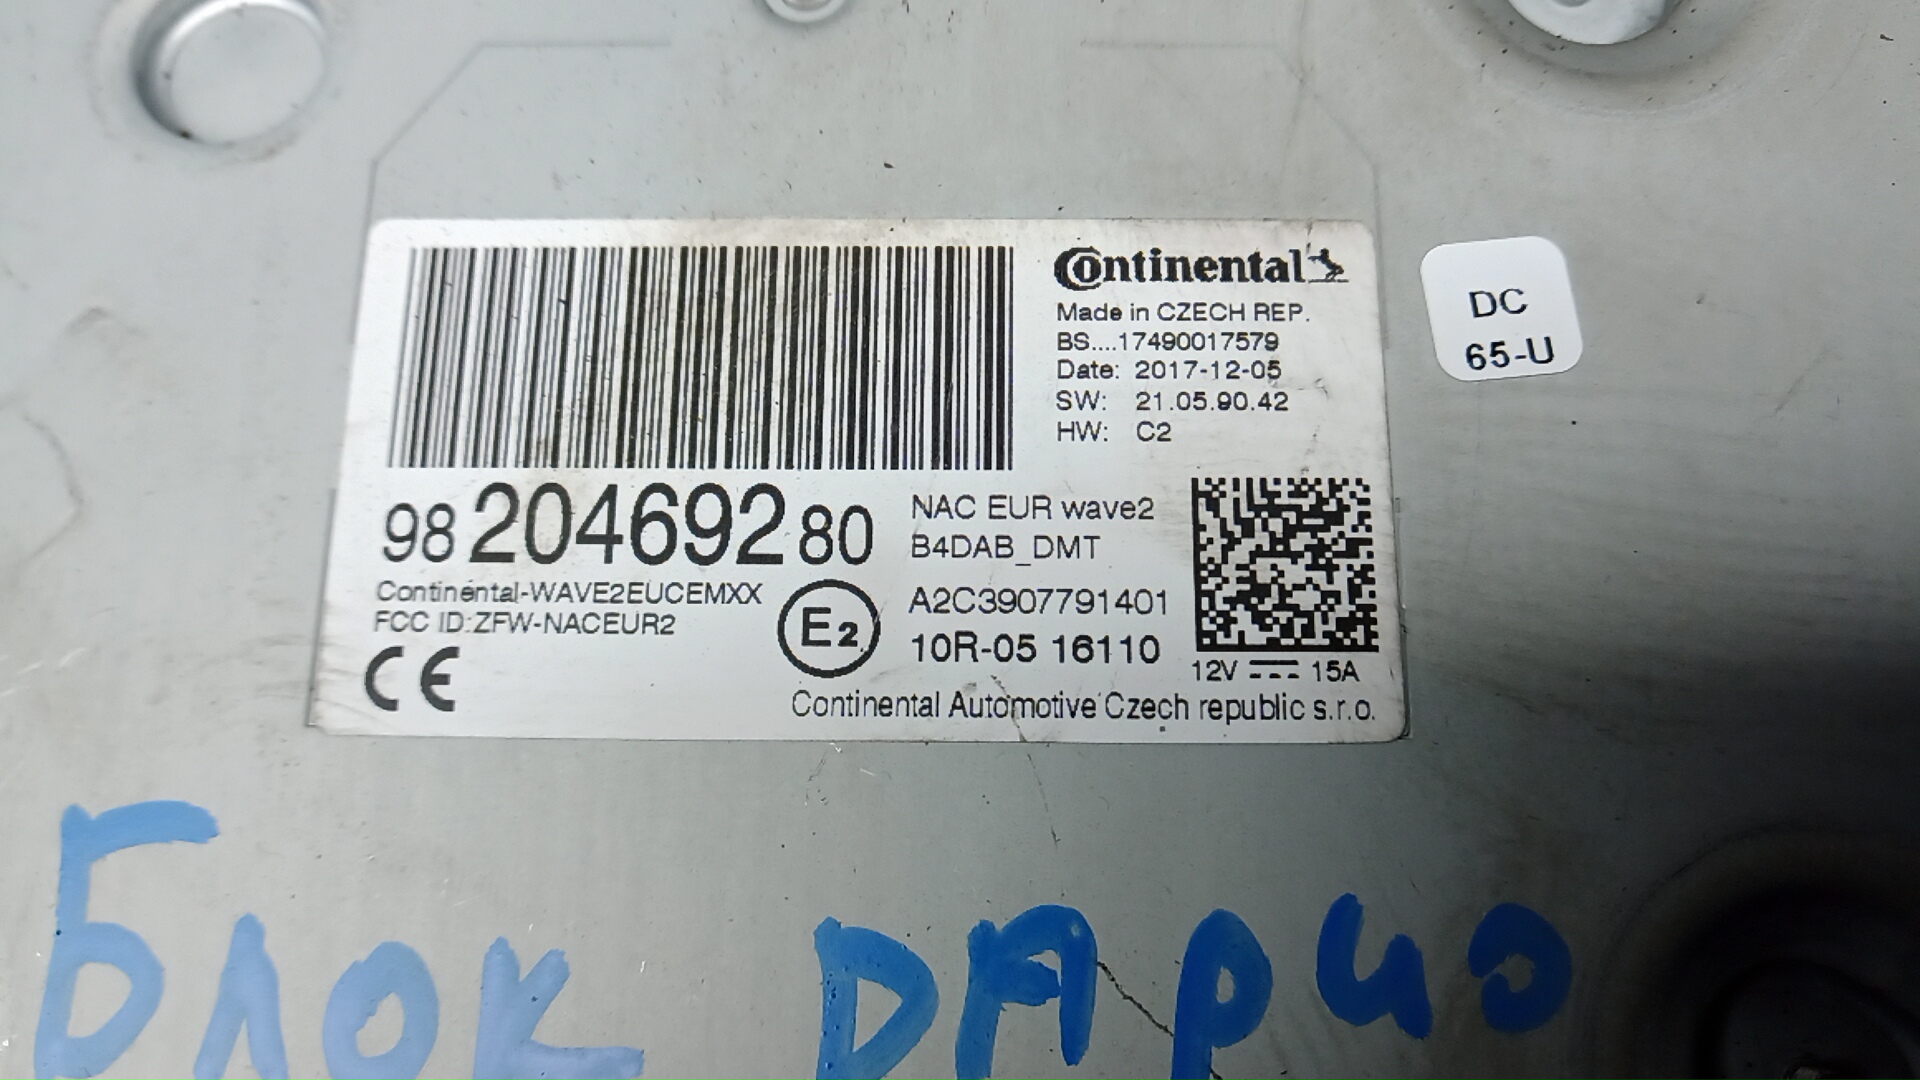 Continental
Made in CZECH REP.
BS....17490017579
Date: 2017-12-05
SW: 21.05.90.42
HW: C2
DC
65-U
98 204692 80
NAC EUR wave2
B4DAB_DMT
Continental-WAVE2EUCEMXX
FCC ID:ZFW-NACEUR2
CE
E2
A2C3907791401
10R-05 16110
12V 15A
Continental Automotive Czech republic s.r.o.
Блок DАрио